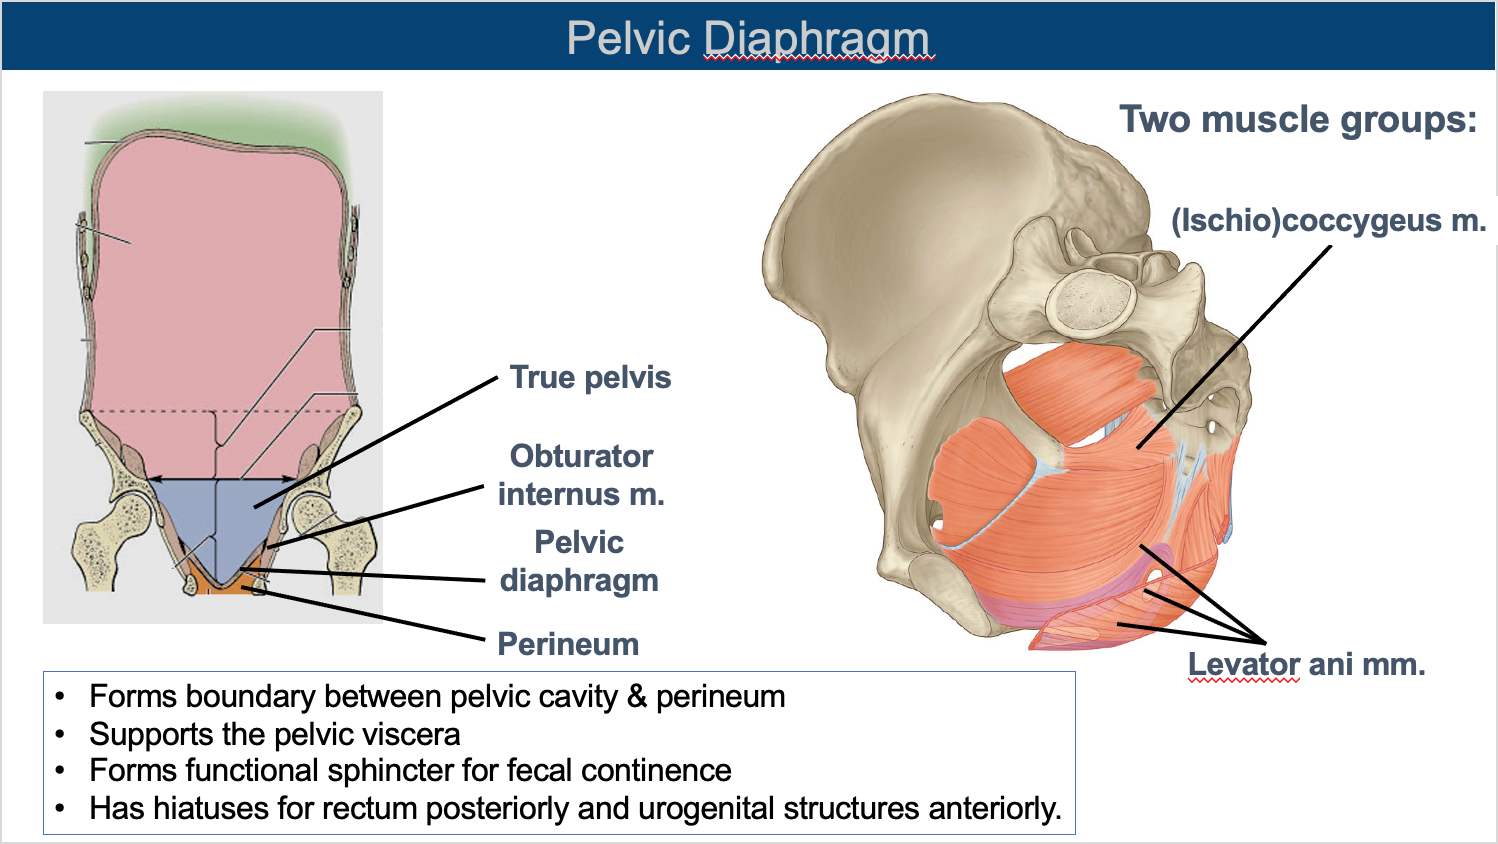 Pelvic Diaphragm
Two muscle groups:
(Ischio)coccygeus m.
True pelvis
Obturator
internus m.
Pelvic
diaphragm
Perineum
Levator ani mm.
• Forms boundary between pelvic cavity & perineum
• Supports the pelvic viscera
• Forms functional sphincter for fecal continence
• Has hiatuses for rectum posteriorly and urogenital structures anteriorly.